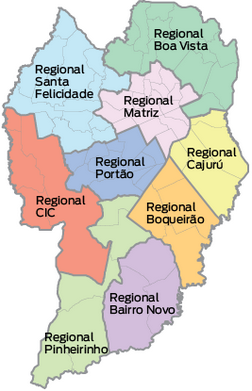 Regional
Boa Vista
Regional
Santa
Felicidade
Regional
Matriz
Regional
Cajurú
Regional
Portão
Regional
CIC
Regional
Boqueirão
Regional
Bairro Novo
Regional
Pinheirinho